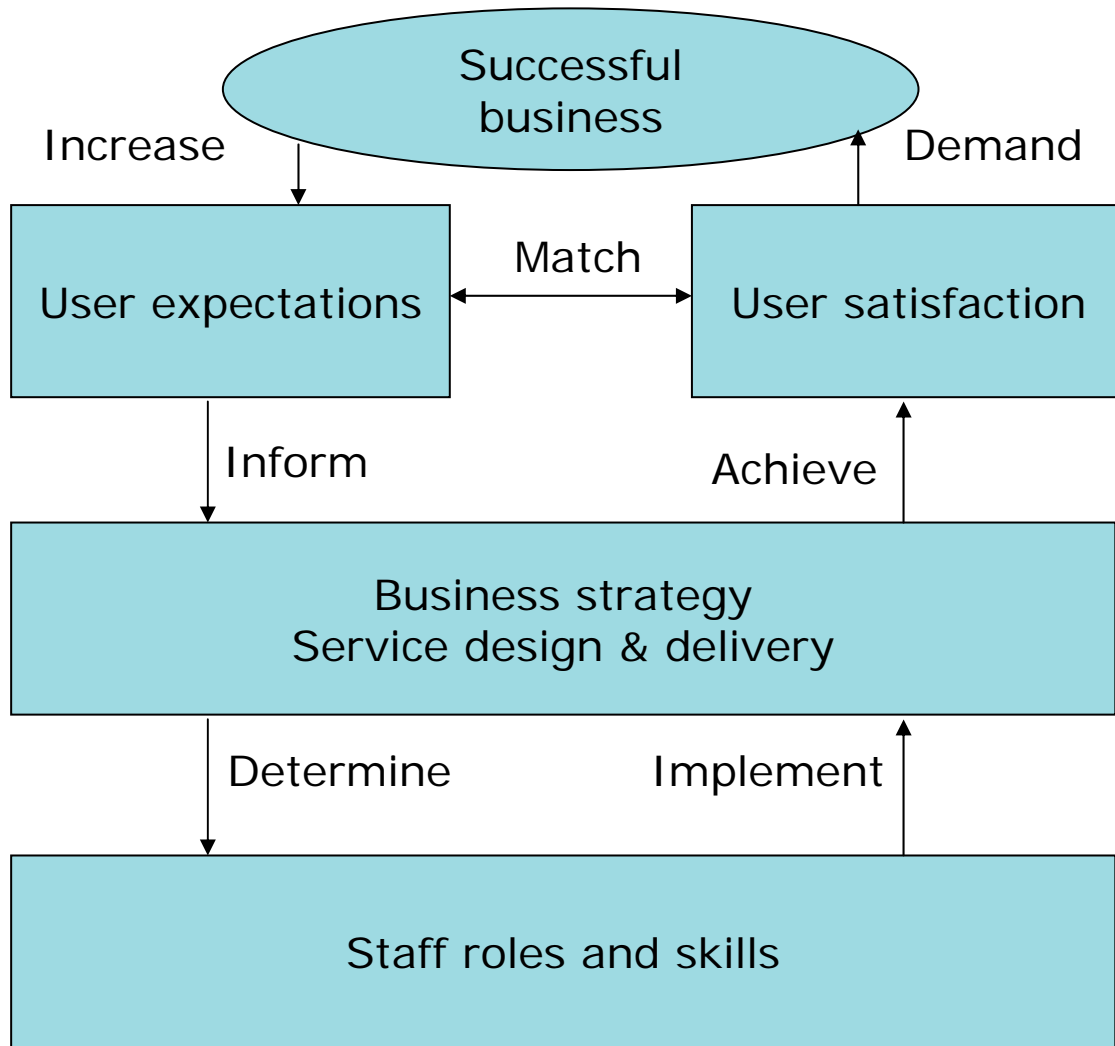 Successful
business
Increase
Demand
Match
User expectations
User satisfaction
Inform
Achieve
Business strategy
Service design & delivery
Determine
Implement
Staff roles and skills